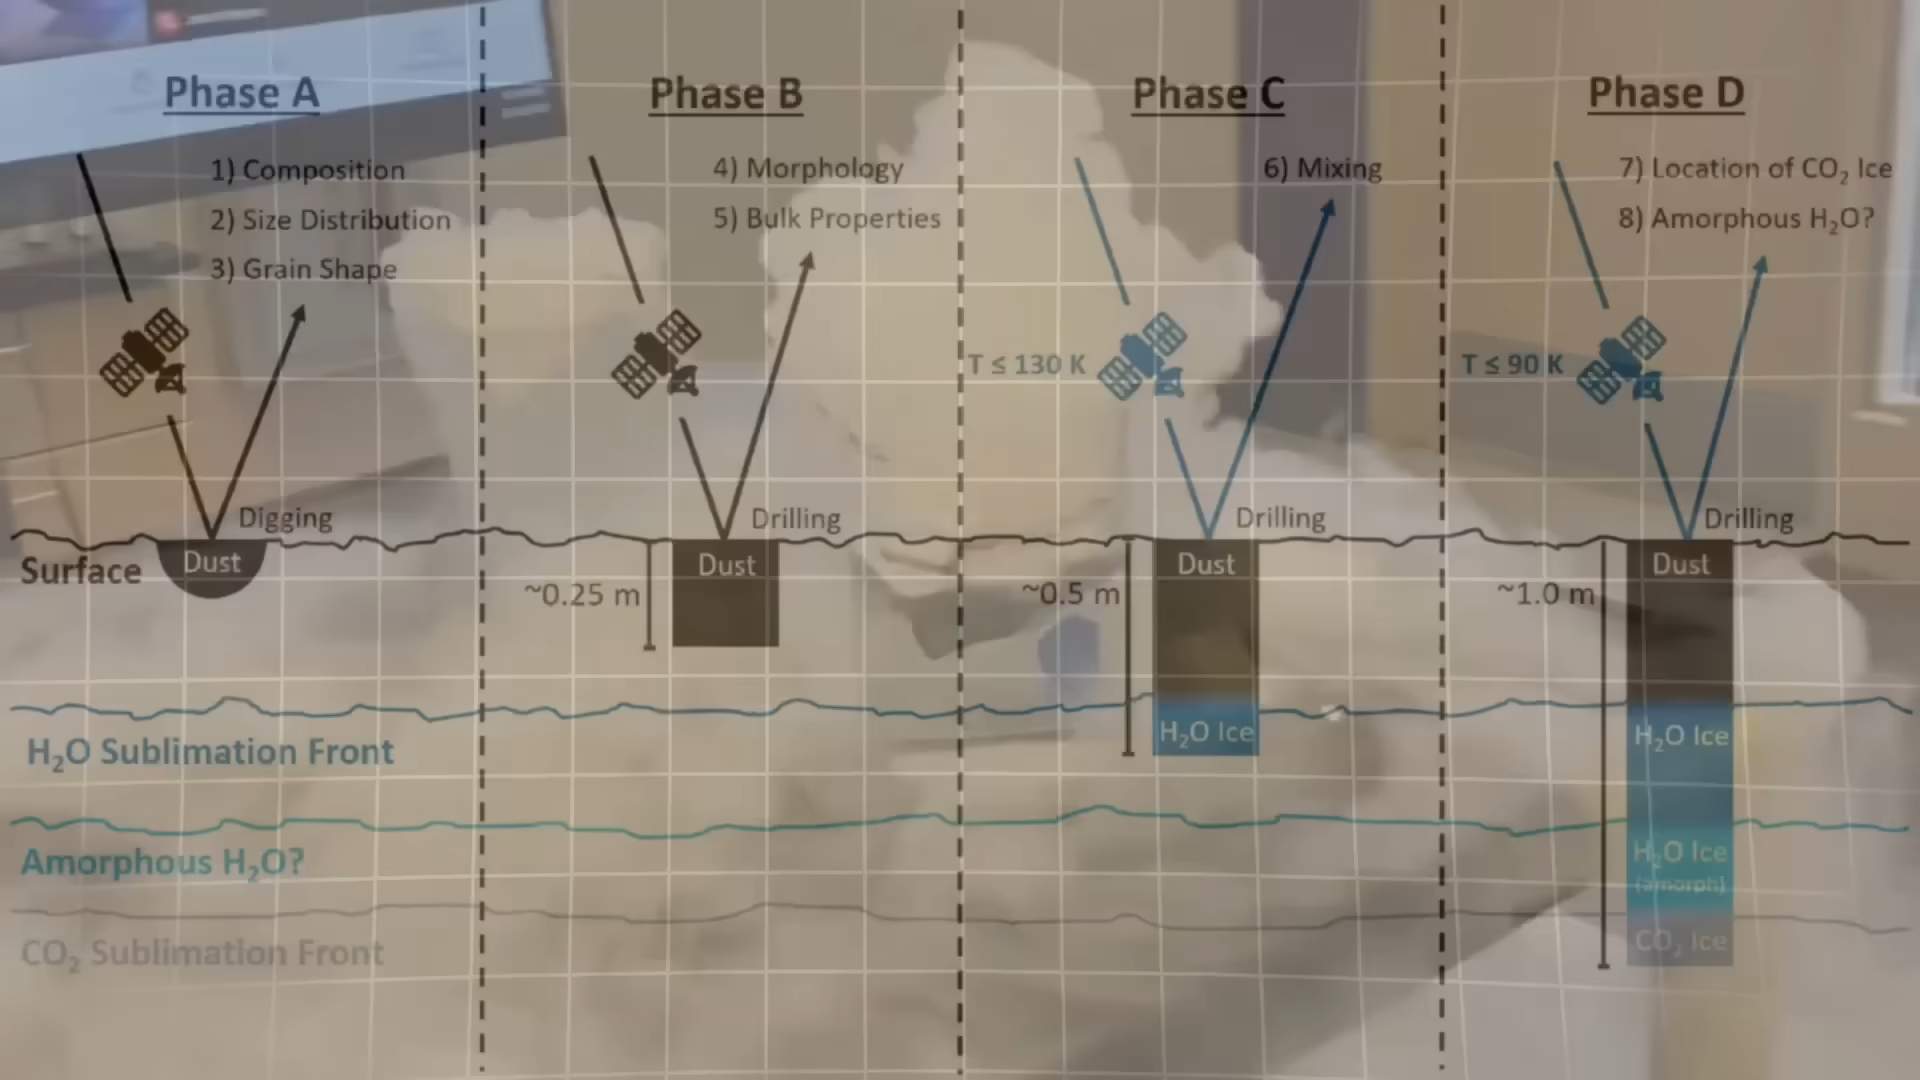 Phase A
1) Composition
2) Size Distribution
3) Grain Shape
Digging
Dust
Surface
Phase B
4) Morphology
5) Bulk Properties
Drilling
Dust
~0.25 m
Phase C
6) Mixing
T ≤ 130 K
Drilling
Dust
~0.5 m
H₂O Ice
Phase D
7) Location of CO₂ Ice
8) Amorphous H₂O?
T ≤ 90 K
Drilling
Dust
~1.0 m
H₂O Ice
H₂O Ice
(amorph)
CO₂ Ice
H₂O Sublimation Front
Amorphous H₂O?
CO₂ Sublimation Front